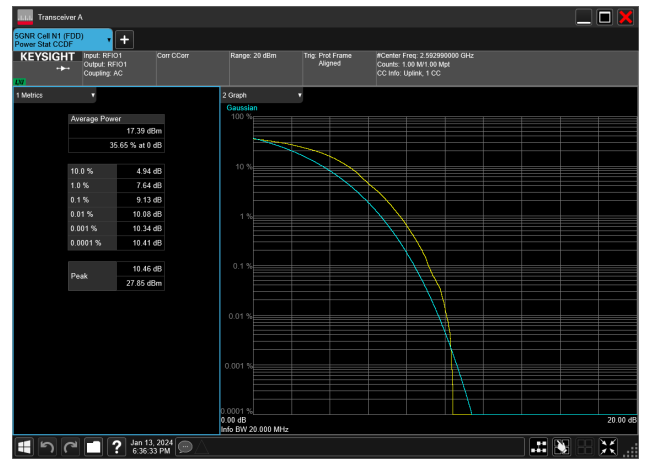 Transceiver A
5GNR Cell N1 (FDD)
Power Stat CCDF
KEYSIGHT
Input: RFIO1
Output: RFIO1
Coupling: AC
Corr CCorr
Range: 20 dBm
Trig: Prot Frame
Aligned
#Center Freq: 2.592990000 GHz
Counts: 1.00 M/1.00 Mpt
CC Info: Uplink, 1 CC
LXI
1 Metrics
Average Power
17.39 dBm
35.65 % at 0 dB
10.0 % 4.94 dB
1.0 % 7.64 dB
0.1 % 9.13 dB
0.01 % 10.08 dB
0.001 % 10.34 dB
0.0001 % 10.41 dB
Peak
10.46 dB
27.85 dBm
2 Graph
Gaussian
100 %
10 %
1 %
0.1 %
0.01 %
0.001 %
0.0001 %
0.00 dB 20.00 dB
Info BW 20.000 MHz
?
Jan 13, 2024
6:36:33 PM